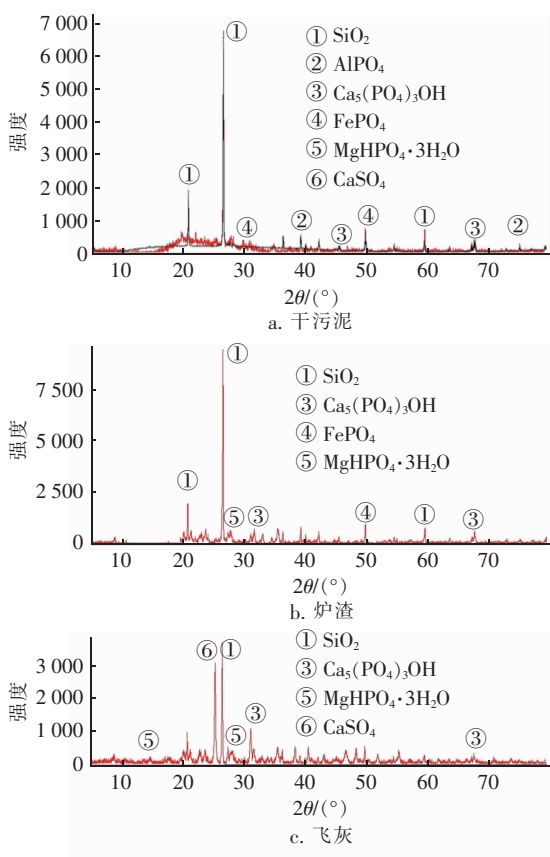 7 000
6 000
5 000
4 000
3 000
2 000
1 000
0
强度
① SiO₂
② AlPO₄
③ Ca₅(PO₄)₃OH
④ FePO₄
⑤ MgHPO₄·3H₂O
⑥ CaSO₄
①
①
④
②
③
④
①
③
②
10 20 30 40 50 60 70
2θ/(°)
a. 干污泥
7 500
5 000
2 500
0
强度
① SiO₂
③ Ca₅(PO₄)₃OH
④ FePO₄
⑤ MgHPO₄·3H₂O
①
①
⑤
③
④
①
③
10 20 30 40 50 60 70
2θ/(°)
b. 炉渣
3 000
2 000
1 000
0
强度
① SiO₂
③ Ca₅(PO₄)₃OH
⑤ MgHPO₄·3H₂O
⑥ CaSO₄
⑥
①
⑤
⑤
③
③
10 20 30 40 50 60 70
2θ/(°)
c. 飞灰